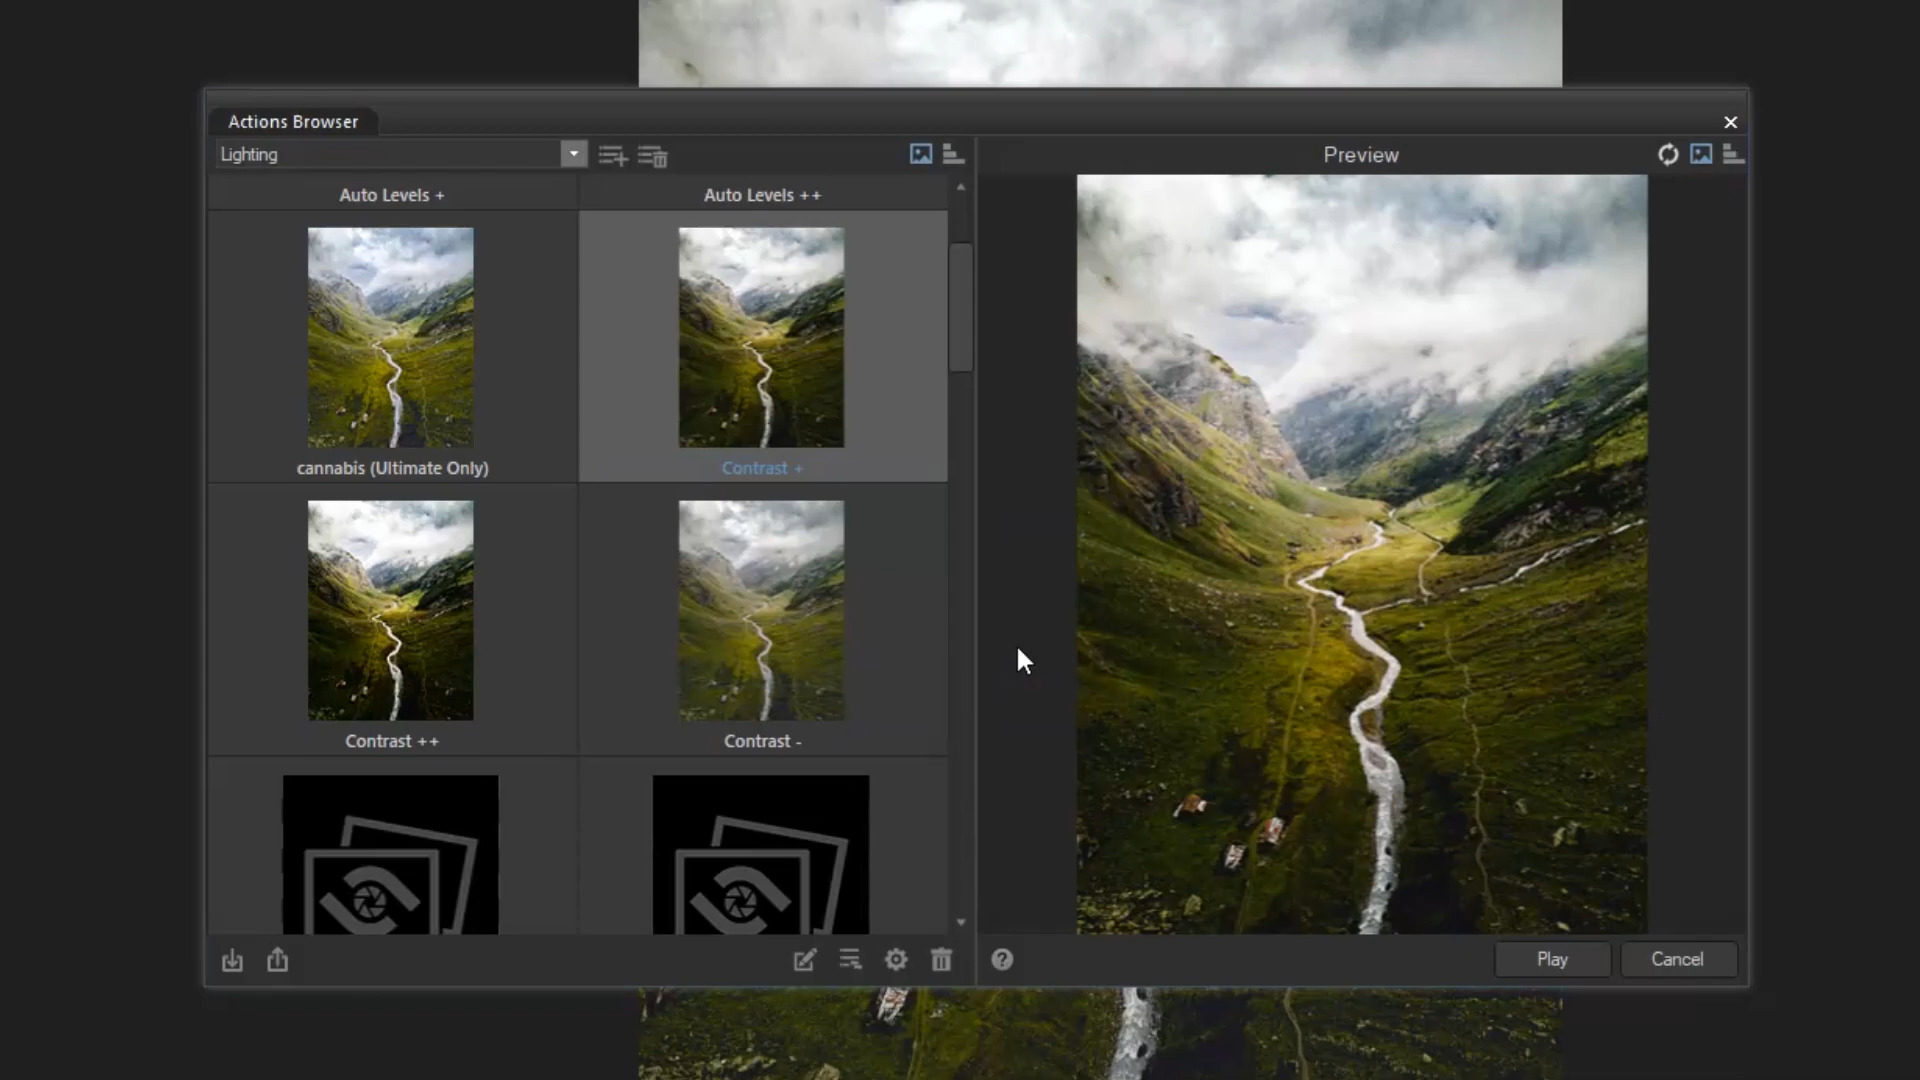 Actions Browser
Lighting
Preview
Auto Levels +
Auto Levels ++
cannabis (Ultimate Only)
Contrast +
Contrast ++
Contrast -
Play
Cancel